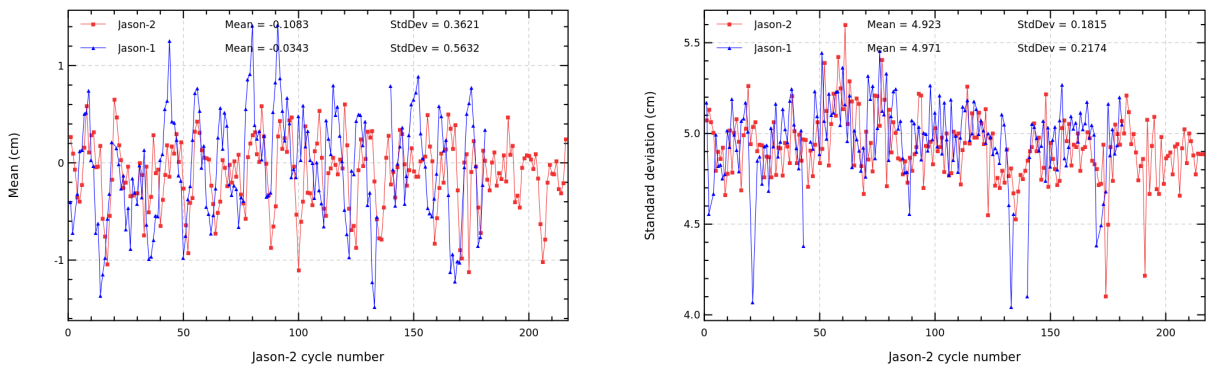 Jason-2 Mean = -0.1083 StdDev = 0.3621
Jason-1 Mean = -0.0343 StdDev = 0.5632
Mean (cm)
1
0
-1
0 50 100 150 200
Jason-2 cycle number
Jason-2 Mean = 4.923 StdDev = 0.1815
Jason-1 Mean = 4.971 StdDev = 0.2174
Standard deviation (cm)
5.5
5.0
4.5
4.0
0 50 100 150 200
Jason-2 cycle number